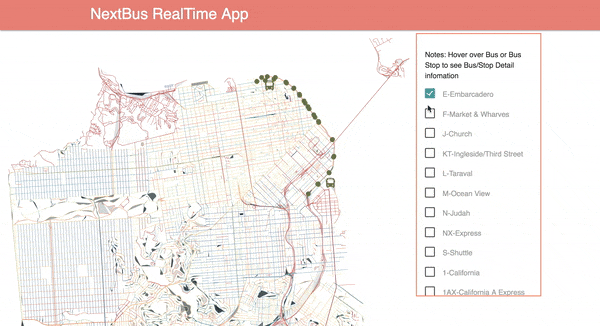 NextBus RealTime App
Notes: Hover over Bus or Bus
Stop to see Bus/Stop Detail
infomation
E-Embarcadero
F-Market & Wharves
J-Church
KT-Ingleside/Third Street
L-Taraval
M-Ocean View
N-Judah
NX-Express
S-Shuttle
1-California
1AX-California A Express